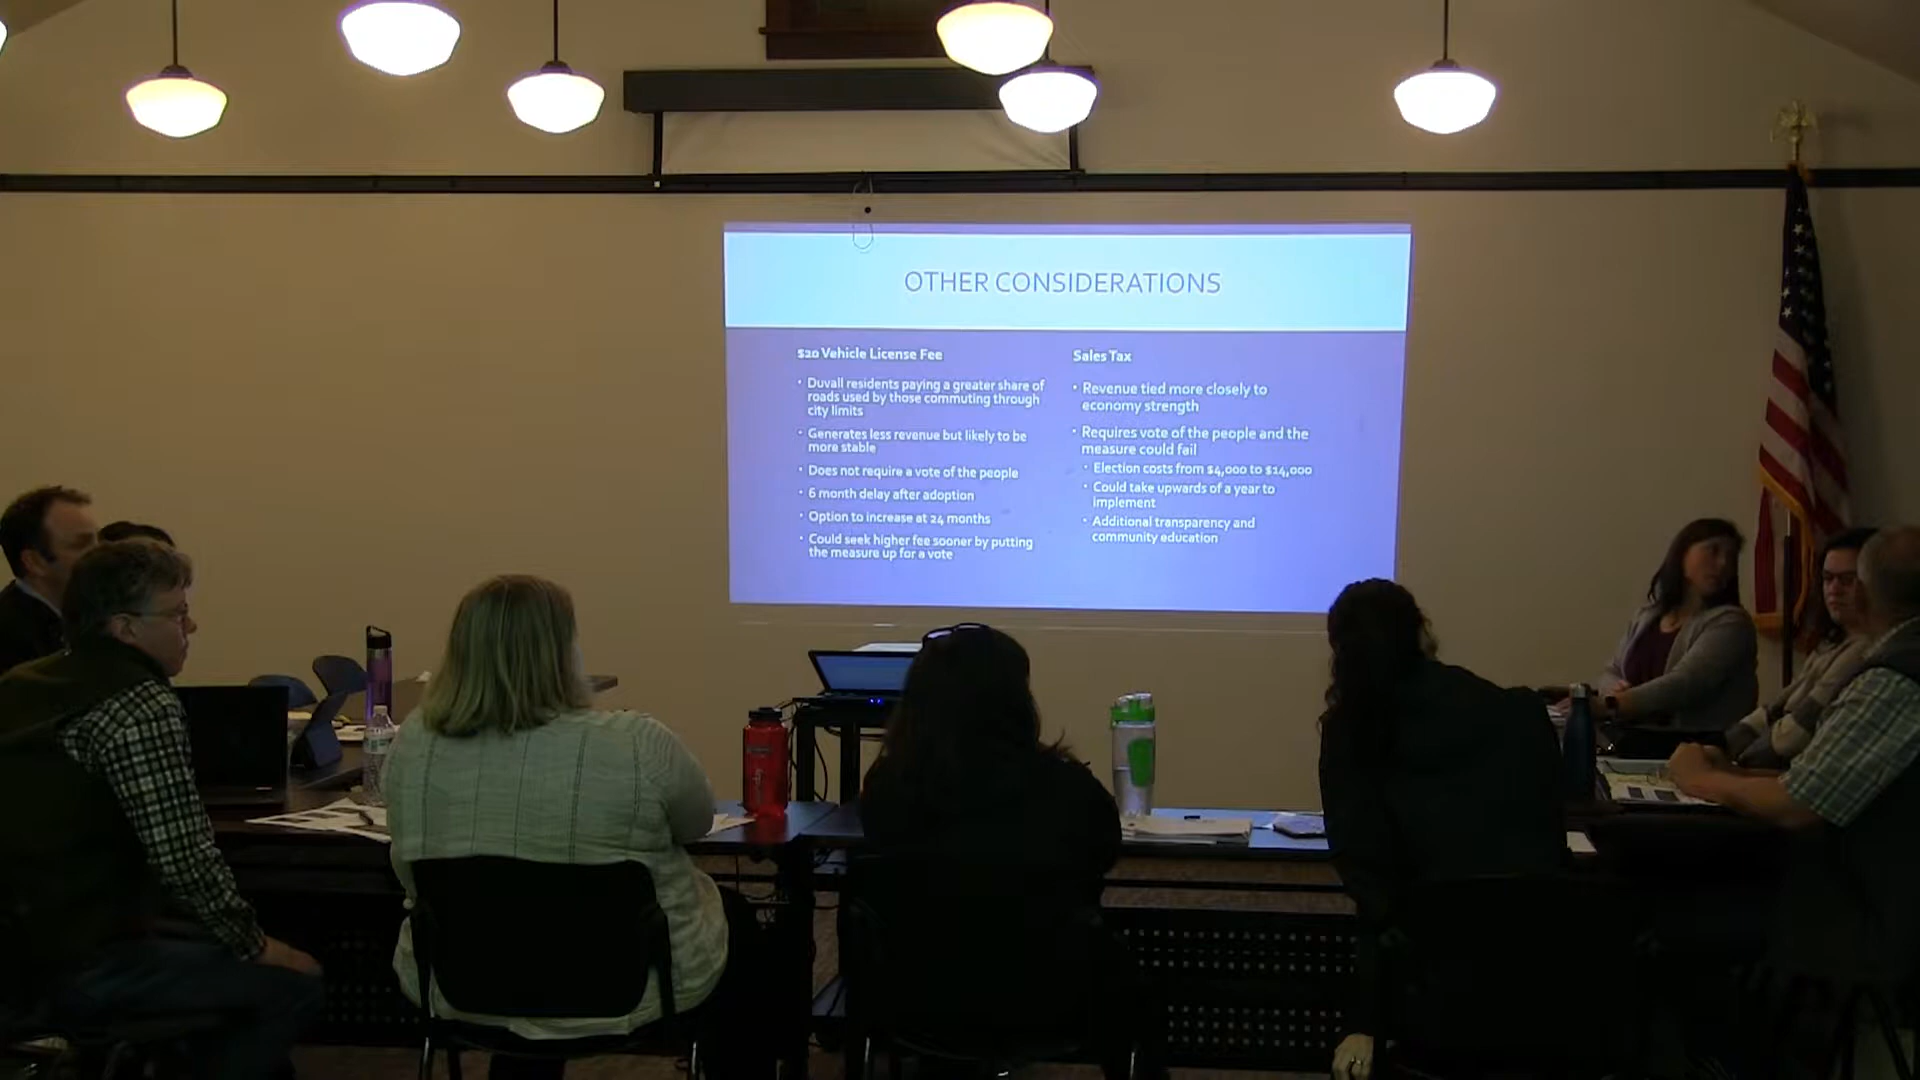 OTHER CONSIDERATIONS
$20 Vehicle License Fee
• Duvall residents paying a greater share of
roads used by those commuting through
city limits
• Generates less revenue but likely to be
more stable
• Does not require a vote of the people
• 6 month delay after adoption
• Option to increase at 24 months
• Could seek higher fee sooner by putting
the measure up for a vote
Sales Tax
• Revenue tied more closely to
economy strength
• Requires vote of the people and the
measure could fail
• Election costs from $4,000 to $14,000
• Could take upwards of a year to
implement
• Additional transparency and
community education